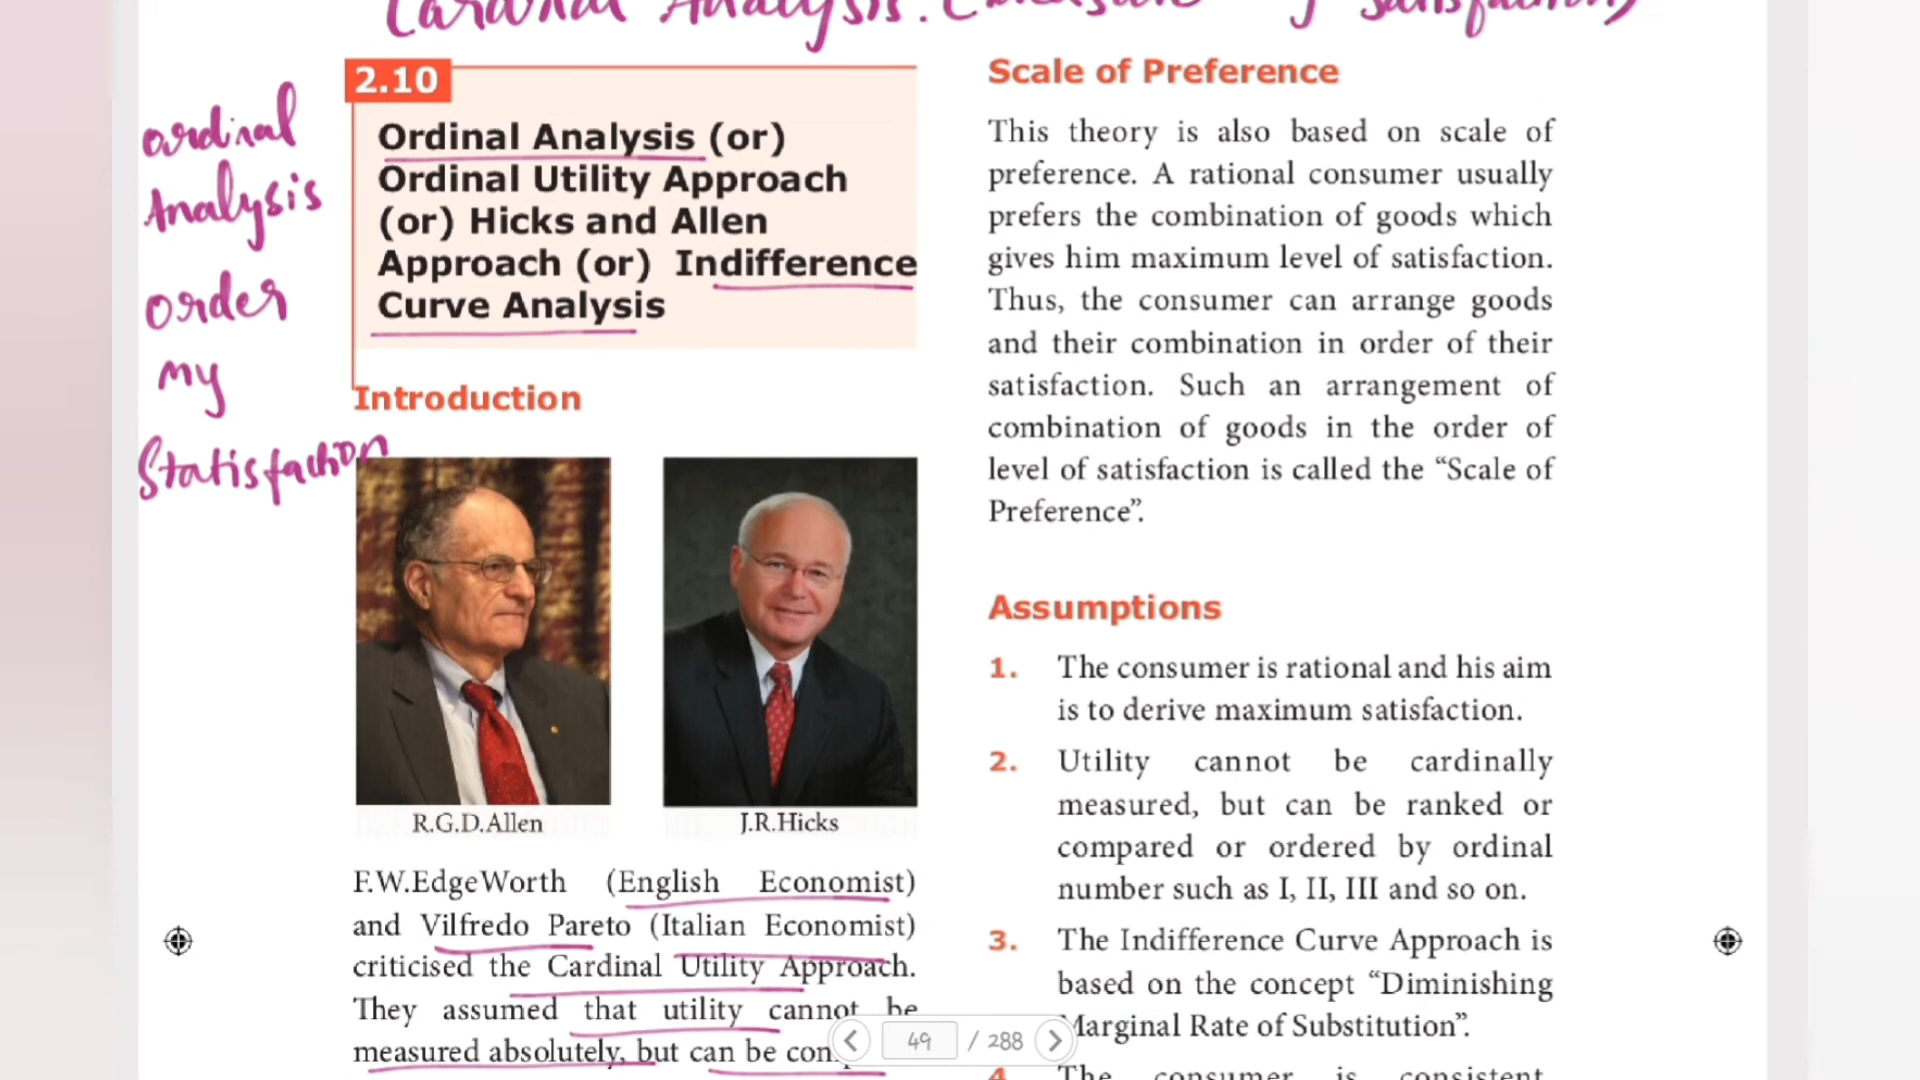 Cardinal Analysis.
ordinal
Analysis
order
my
Statisfaction
2.10
Ordinal Analysis (or)
Ordinal Utility Approach
(or) Hicks and Allen
Approach (or) Indifference
Curve Analysis
Introduction
R.G.D.Allen
J.R.Hicks
F.W.EdgeWorth (English Economist)
and Vilfredo Pareto (Italian Economist)
criticised the Cardinal Utility Approach.
They assumed that utility cannot be
measured absolutely, but can be
Scale of Preference
This theory is also based on scale of
preference. A rational consumer usually
prefers the combination of goods which
gives him maximum level of satisfaction.
Thus, the consumer can arrange goods
and their combination in order of their
satisfaction. Such an arrangement of
combination of goods in the order of
level of satisfaction is called the “Scale of
Preference”.
Assumptions
1. The consumer is rational and his aim
is to derive maximum satisfaction.
2. Utility cannot be cardinally
measured, but can be ranked or
compared or ordered by ordinal
number such as I, II, III and so on.
3. The Indifference Curve Approach is
based on the concept “Diminishing
Marginal Rate of Substitution”.
4. The consumer is consistent
49 / 288